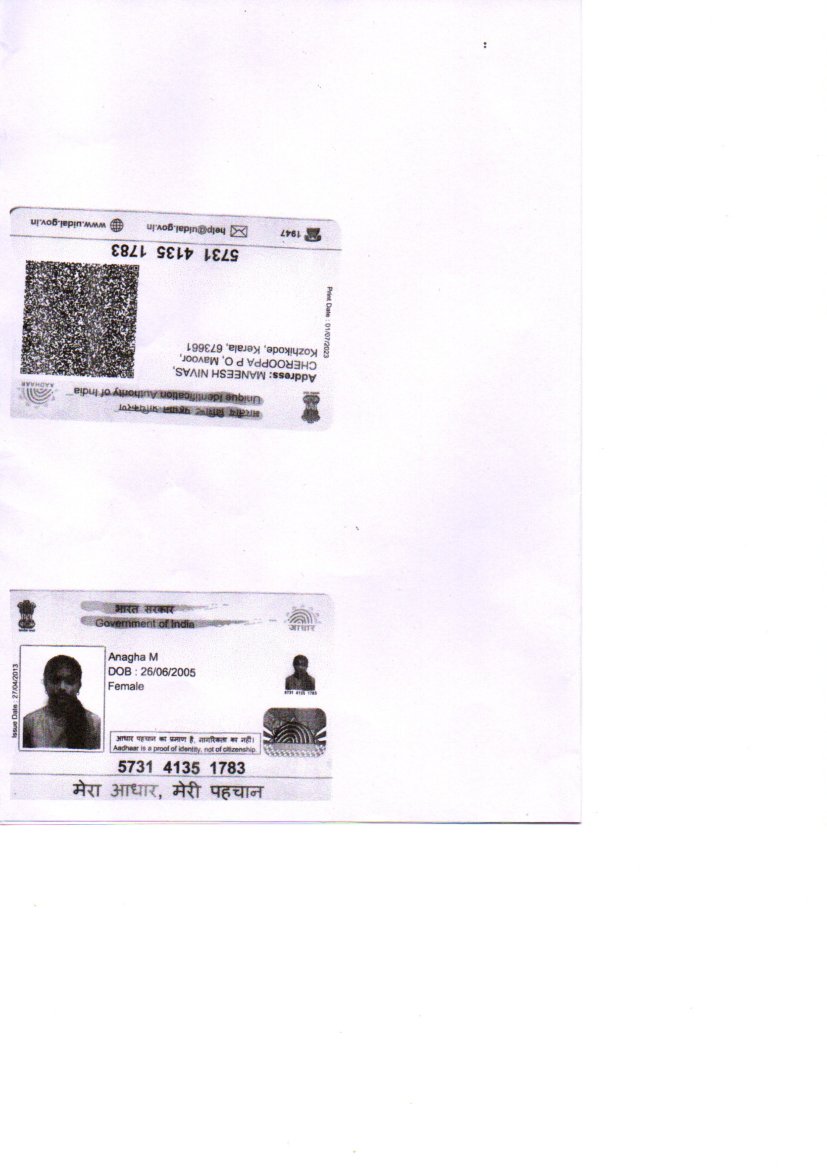 1947 help@uidai.gov.in www.uidai.gov.in
5731 4135 1783
Print Date : 01/07/2023
Address: MANEESH NIVAS,
CHEROOPPA P O, Mavoor,
Kozhikode, Kerala, 673661
भारतीय विशिष्ट पहचान प्राधिकरण
Unique Identification Authority of India
AADHAAR
भारत सरकार
Government of India
आधार
Issue Date : 27/04/2013
Anagha M
DOB : 26/06/2005
Female
5731 4135 1783
आधार पहचान का प्रमाण है, नागरिकता का नहीं।
Aadhaar is a proof of identity, not of citizenship.
5731 4135 1783
मेरा आधार, मेरी पहचान